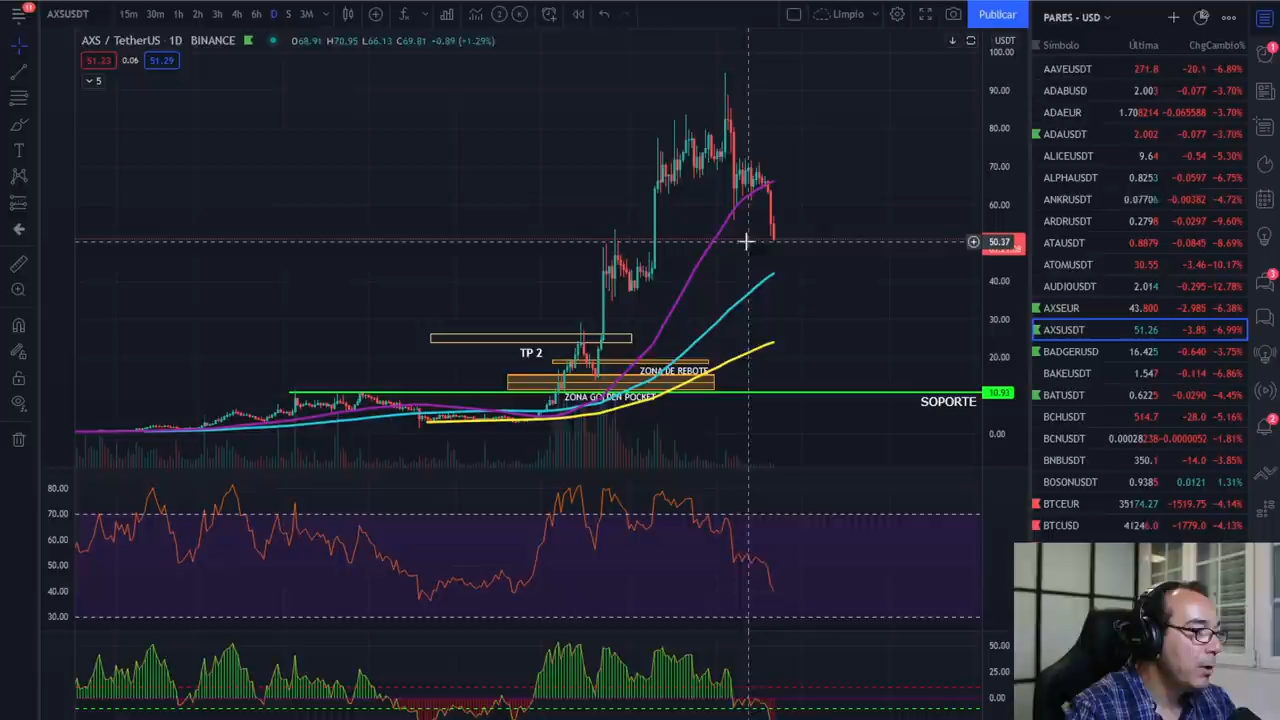 11
AXSUSDT
15m 30m 1h 2h 3h 4h 6h D S 3M
Limpio
Publicar
PARES - USD
AXS / TetherUS · 1D BINANCE
O68.91 H70.95 L66.13 C69.81 +0.89 (+1.29%)
USDT
51.23 0.06 51.29
5
100.00
90.00
80.00
70.00
60.00
50.37
40.00
30.00
20.00
10.93
0.00
TP 2
ZONA DE REBOTE
ZONA GOLDEN POCKET
SOPORTE
80.00
70.00
60.00
50.00
40.00
30.00
50.00
25.00
0.00
Símbolo Última Chg Cambio%
AAVEUSDT 271.8 -20.1 -6.89%
ADABUSD 2.003 -0.077 -3.70%
ADAEUR 1.708214 -0.065588 -3.70%
ADAUSDT 2.002 -0.077 -3.70%
ALICEUSDT 9.64 -0.54 -5.30%
ALPHAUSDT 0.8253 -0.0597 -6.75%
ANKRUSDT 0.07706 -0.00382 -4.72%
ARDRUSDT 0.2798 -0.0297 -9.60%
ATAUSDT 0.8879 -0.0845 -8.69%
ATOMUSDT 30.55 -3.46 -10.17%
AUDIOUSDT 2.014 -0.295 -12.78%
AXSEUR 43.800 -2.985 -6.38%
AXSUSDT 51.26 -3.85 -6.99%
BADGERUSD 16.425 -0.640 -3.75%
BAKEUSDT 1.547 -0.114 -6.86%
BATUSDT 0.6225 -0.0290 -4.45%
BCHUSDT 514.7 -28.0 -5.16%
BCNUSDT 0.00028238 -0.0000052 -1.81%
BNBUSDT 350.1 -14.0 -3.85%
BOSONUSDT 0.9385 0.0121 1.31%
BTCEUR 35174.27 -1519.75 -4.14%
BTCUSD 41246.0 -1779.0 -4.13%
1
3
2